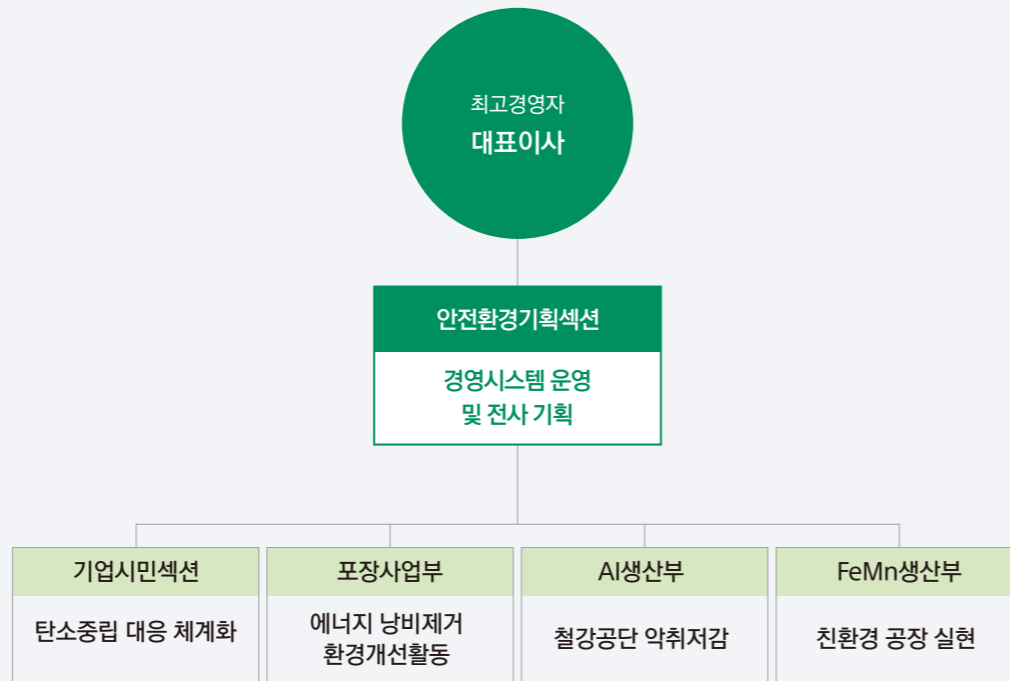 최고경영자
대표이사
안전환경기획섹션
경영시스템 운영
및 전사 기획
기업시민섹션
탄소중립 대응 체계화
포장사업부
에너지 낭비제거
환경개선활동
Al생산부
철강공단 악취저감
FeMn생산부
친환경 공장 실현